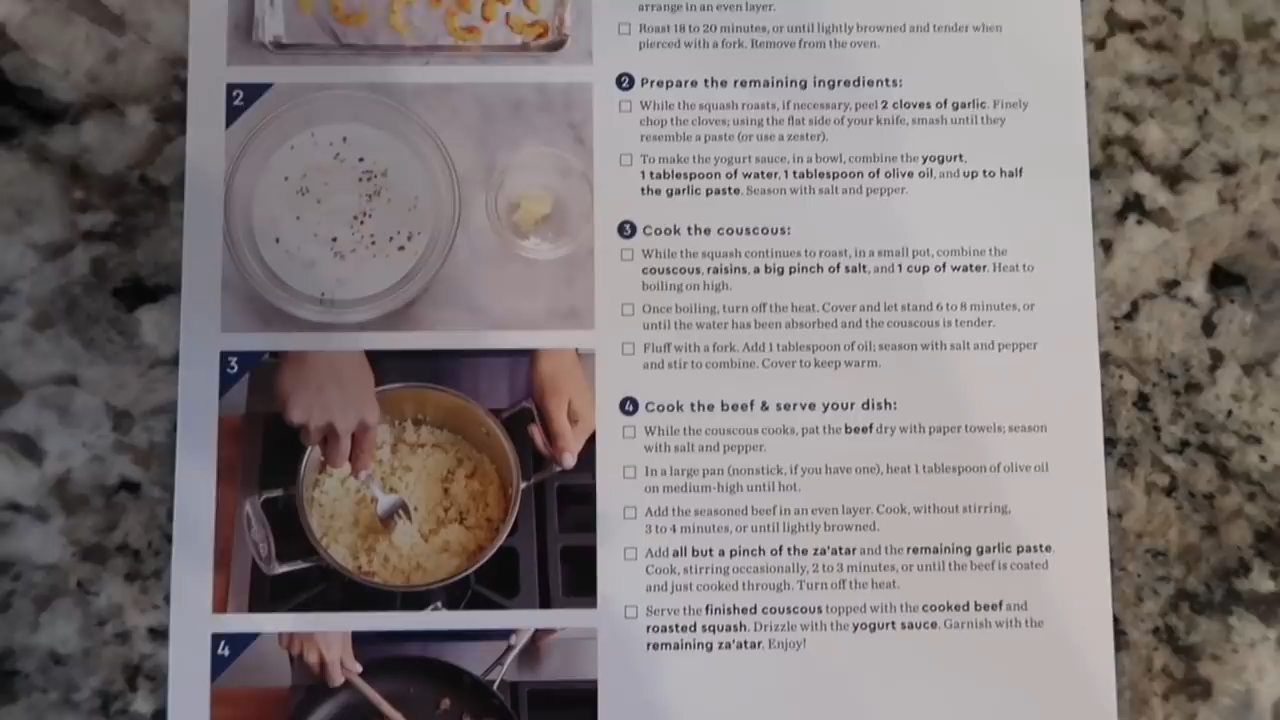 arrange in an even layer.
Roast 18 to 20 minutes, or until lightly browned and tender when
pierced with a fork. Remove from the oven.
2
2 Prepare the remaining ingredients:
While the squash roasts, if necessary, peel 2 cloves of garlic. Finely
chop the cloves; using the flat side of your knife, smash until they
resemble a paste (or use a zester).
To make the yogurt sauce, in a bowl, combine the yogurt,
1 tablespoon of water, 1 tablespoon of olive oil, and up to half
the garlic paste. Season with salt and pepper.
3
3 Cook the couscous:
While the squash continues to roast, in a small pot, combine the
couscous, raisins, a big pinch of salt, and 1 cup of water. Heat to
boiling on high.
Once boiling, turn off the heat. Cover and let stand 6 to 8 minutes, or
until the water has been absorbed and the couscous is tender.
Fluff with a fork. Add 1 tablespoon of oil; season with salt and pepper
and stir to combine. Cover to keep warm.
4
4 Cook the beef & serve your dish:
While the couscous cooks, pat the beef dry with paper towels; season
with salt and pepper.
In a large pan (nonstick, if you have one), heat 1 tablespoon of olive oil
on medium-high until hot.
Add the seasoned beef in an even layer. Cook, without stirring,
3 to 4 minutes, or until lightly browned.
Add all but a pinch of the za'atar and the remaining garlic paste.
Cook, stirring occasionally, 2 to 3 minutes, or until the beef is coated
and just cooked through. Turn off the heat.
Serve the finished couscous topped with the cooked beef and
roasted squash. Drizzle with the yogurt sauce. Garnish with the
remaining za'atar. Enjoy!